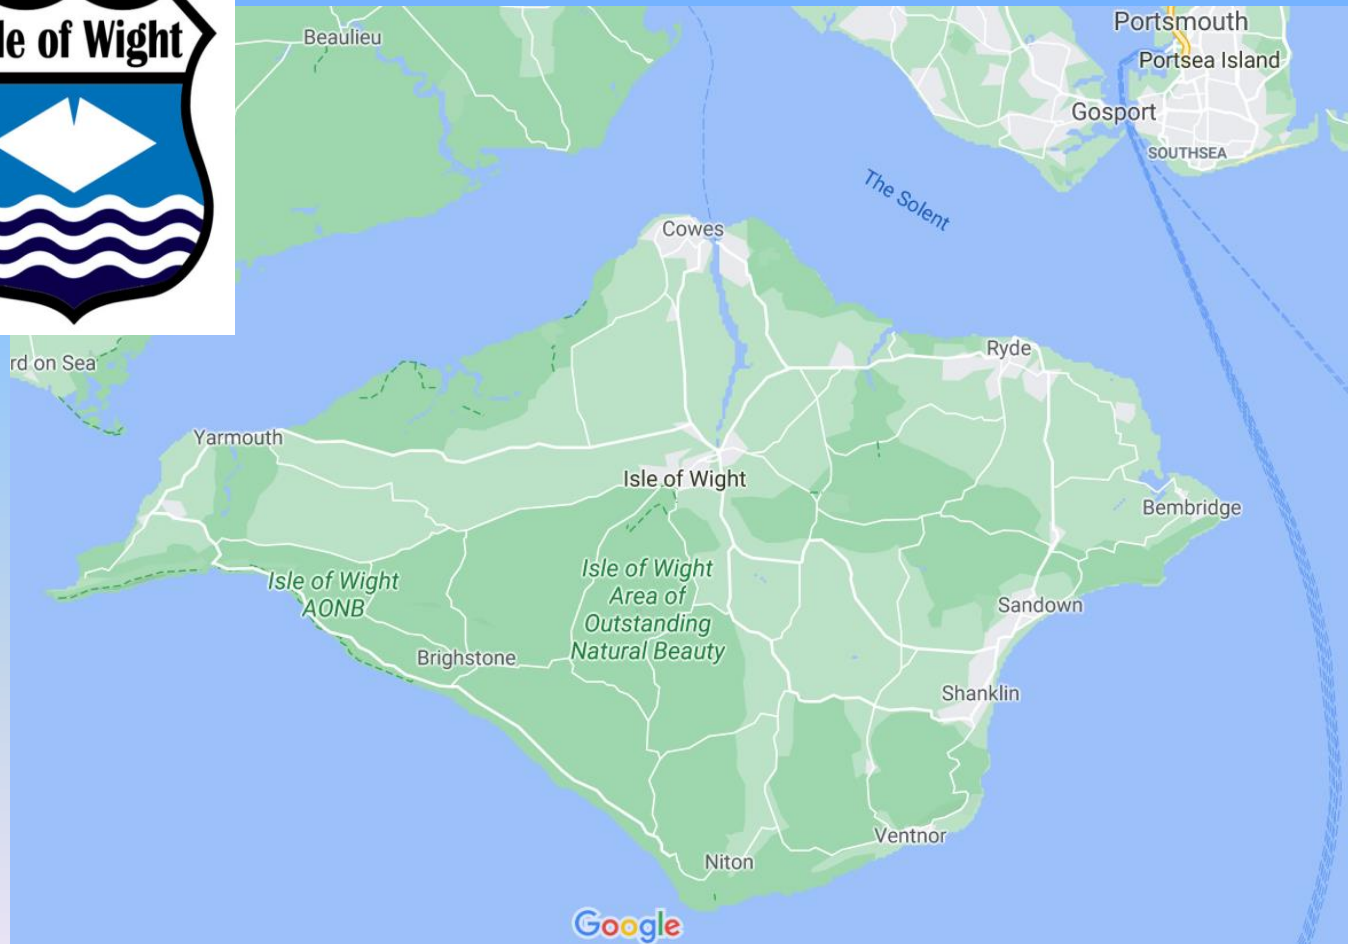 le of Wight
Beaulieu
Portsmouth
Portsea Island
Gosport
SOUTHSEA
The Solent
Cowes
rd on Sea
Ryde
Yarmouth
Isle of Wight
Bembridge
Isle of Wight
AONB
Isle of Wight
Area of
Outstanding
Natural Beauty
Sandown
Brighstone
Shanklin
Ventnor
Niton
Google